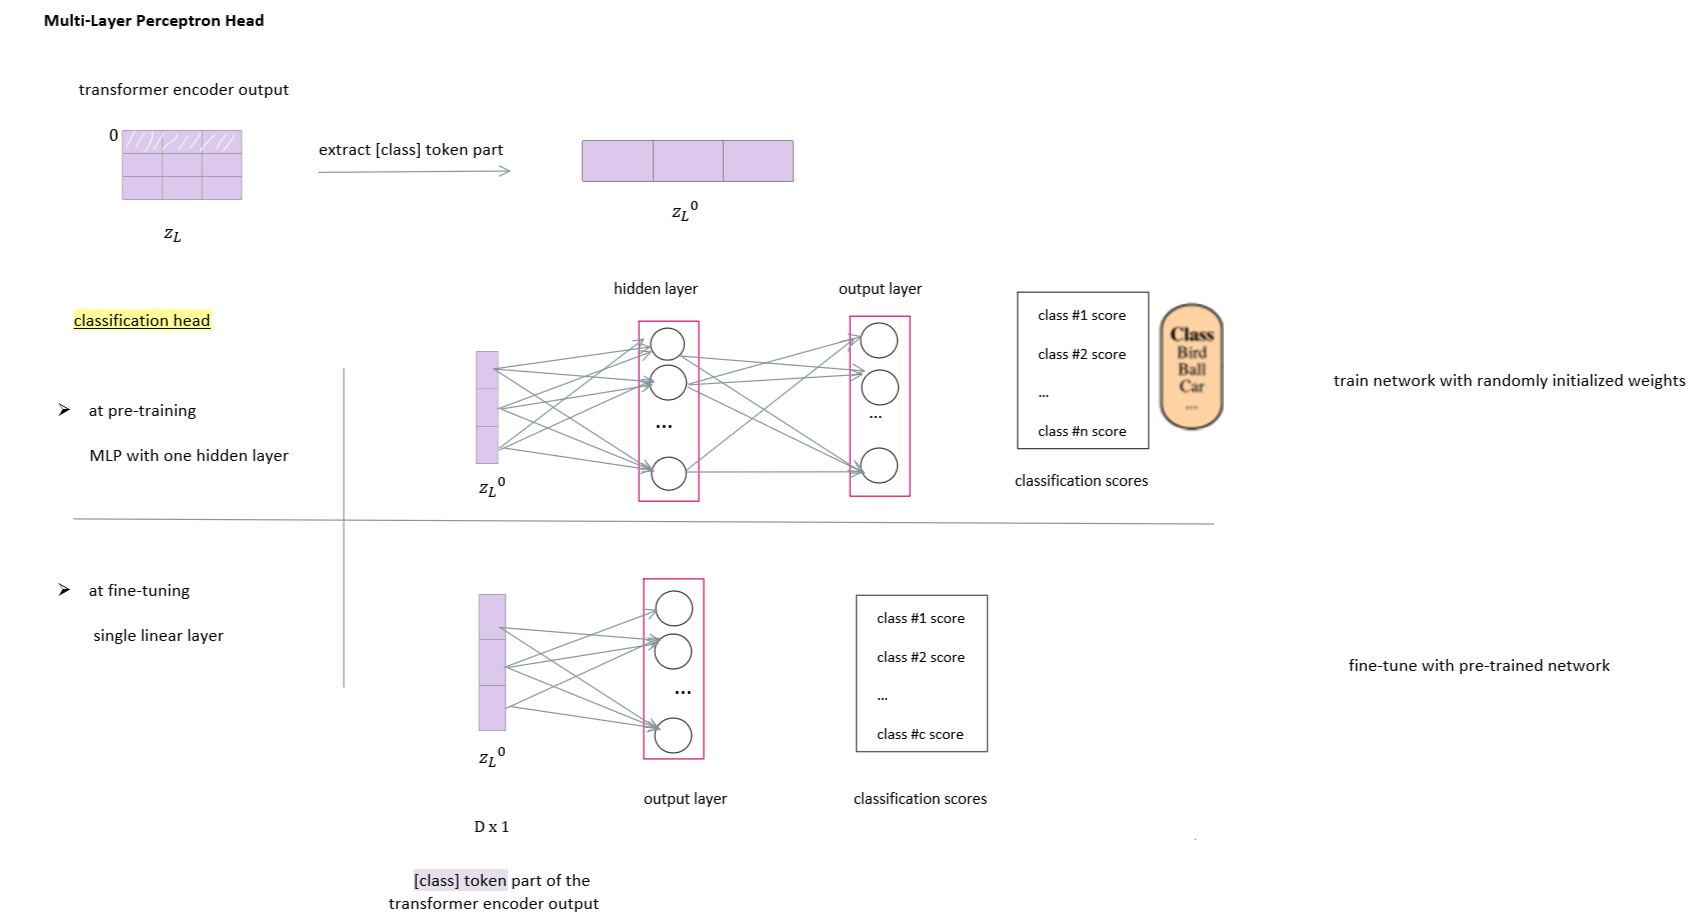 Multi-Layer Perceptron Head
transformer encoder output
0
extract [class] token part
z_L
z_L^0
hidden layer
output layer
classification head
class #1 score
class #2 score
...
class #n score
Class
Bird
Ball
Car
...
train network with randomly initialized weights
➢ at pre-training
MLP with one hidden layer
...
...
z_L^0
classification scores
➢ at fine-tuning
single linear layer
...
class #1 score
class #2 score
...
class #c score
fine-tune with pre-trained network
z_L^0
output layer
classification scores
D x 1
[class] token part of the
transformer encoder output